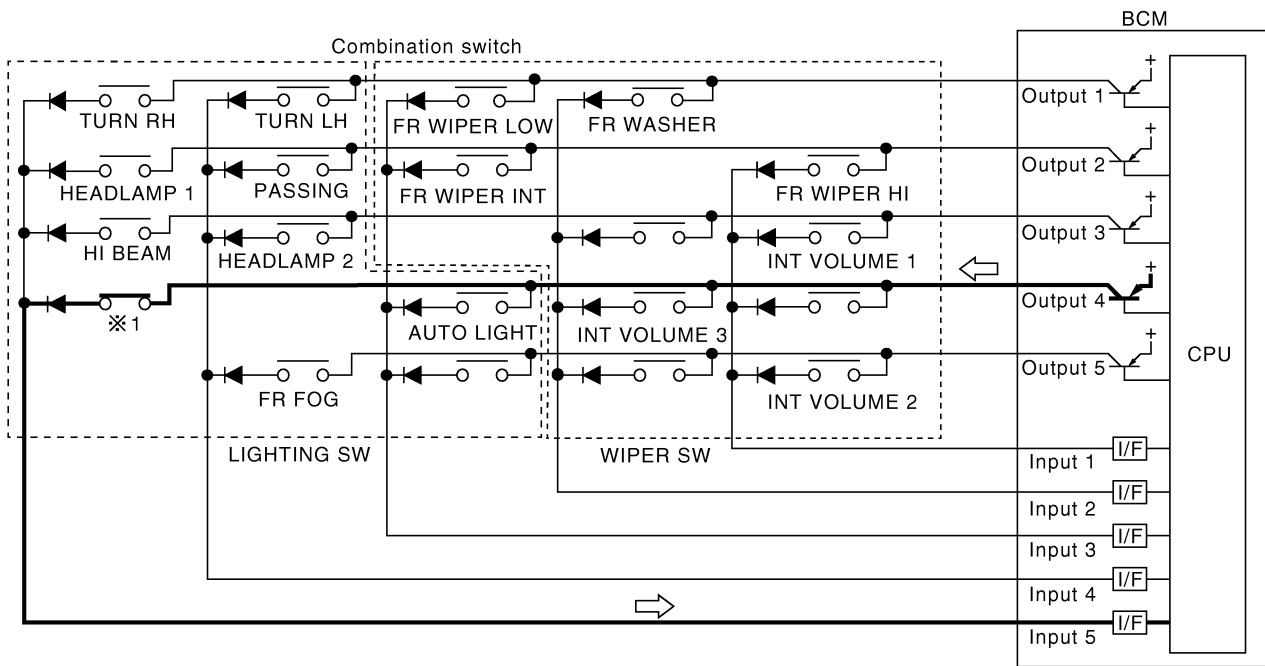 BCM
Combination switch
+
Output 1
TURN RH
TURN LH
FR WIPER LOW
FR WASHER
+
Output 2
HEADLAMP 1
PASSING
FR WIPER INT
FR WIPER HI
+
Output 3
HI BEAM
HEADLAMP 2
INT VOLUME 1
+
Output 4
※1
AUTO LIGHT
INT VOLUME 3
+
Output 5
CPU
FR FOG
INT VOLUME 2
LIGHTING SW
WIPER SW
Input 1
I/F
Input 2
I/F
Input 3
I/F
Input 4
I/F
Input 5
I/F